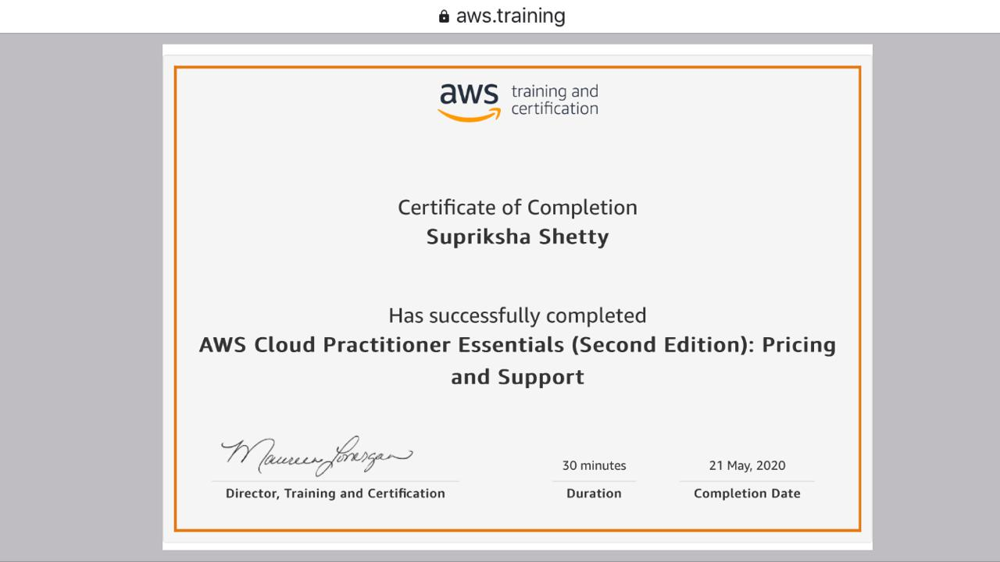 aws.training
aws training and
certification
Certificate of Completion
Supriksha Shetty
Has successfully completed
AWS Cloud Practitioner Essentials (Second Edition): Pricing
and Support
Maureen Lonergan
30 minutes
21 May, 2020
Director, Training and Certification
Duration
Completion Date